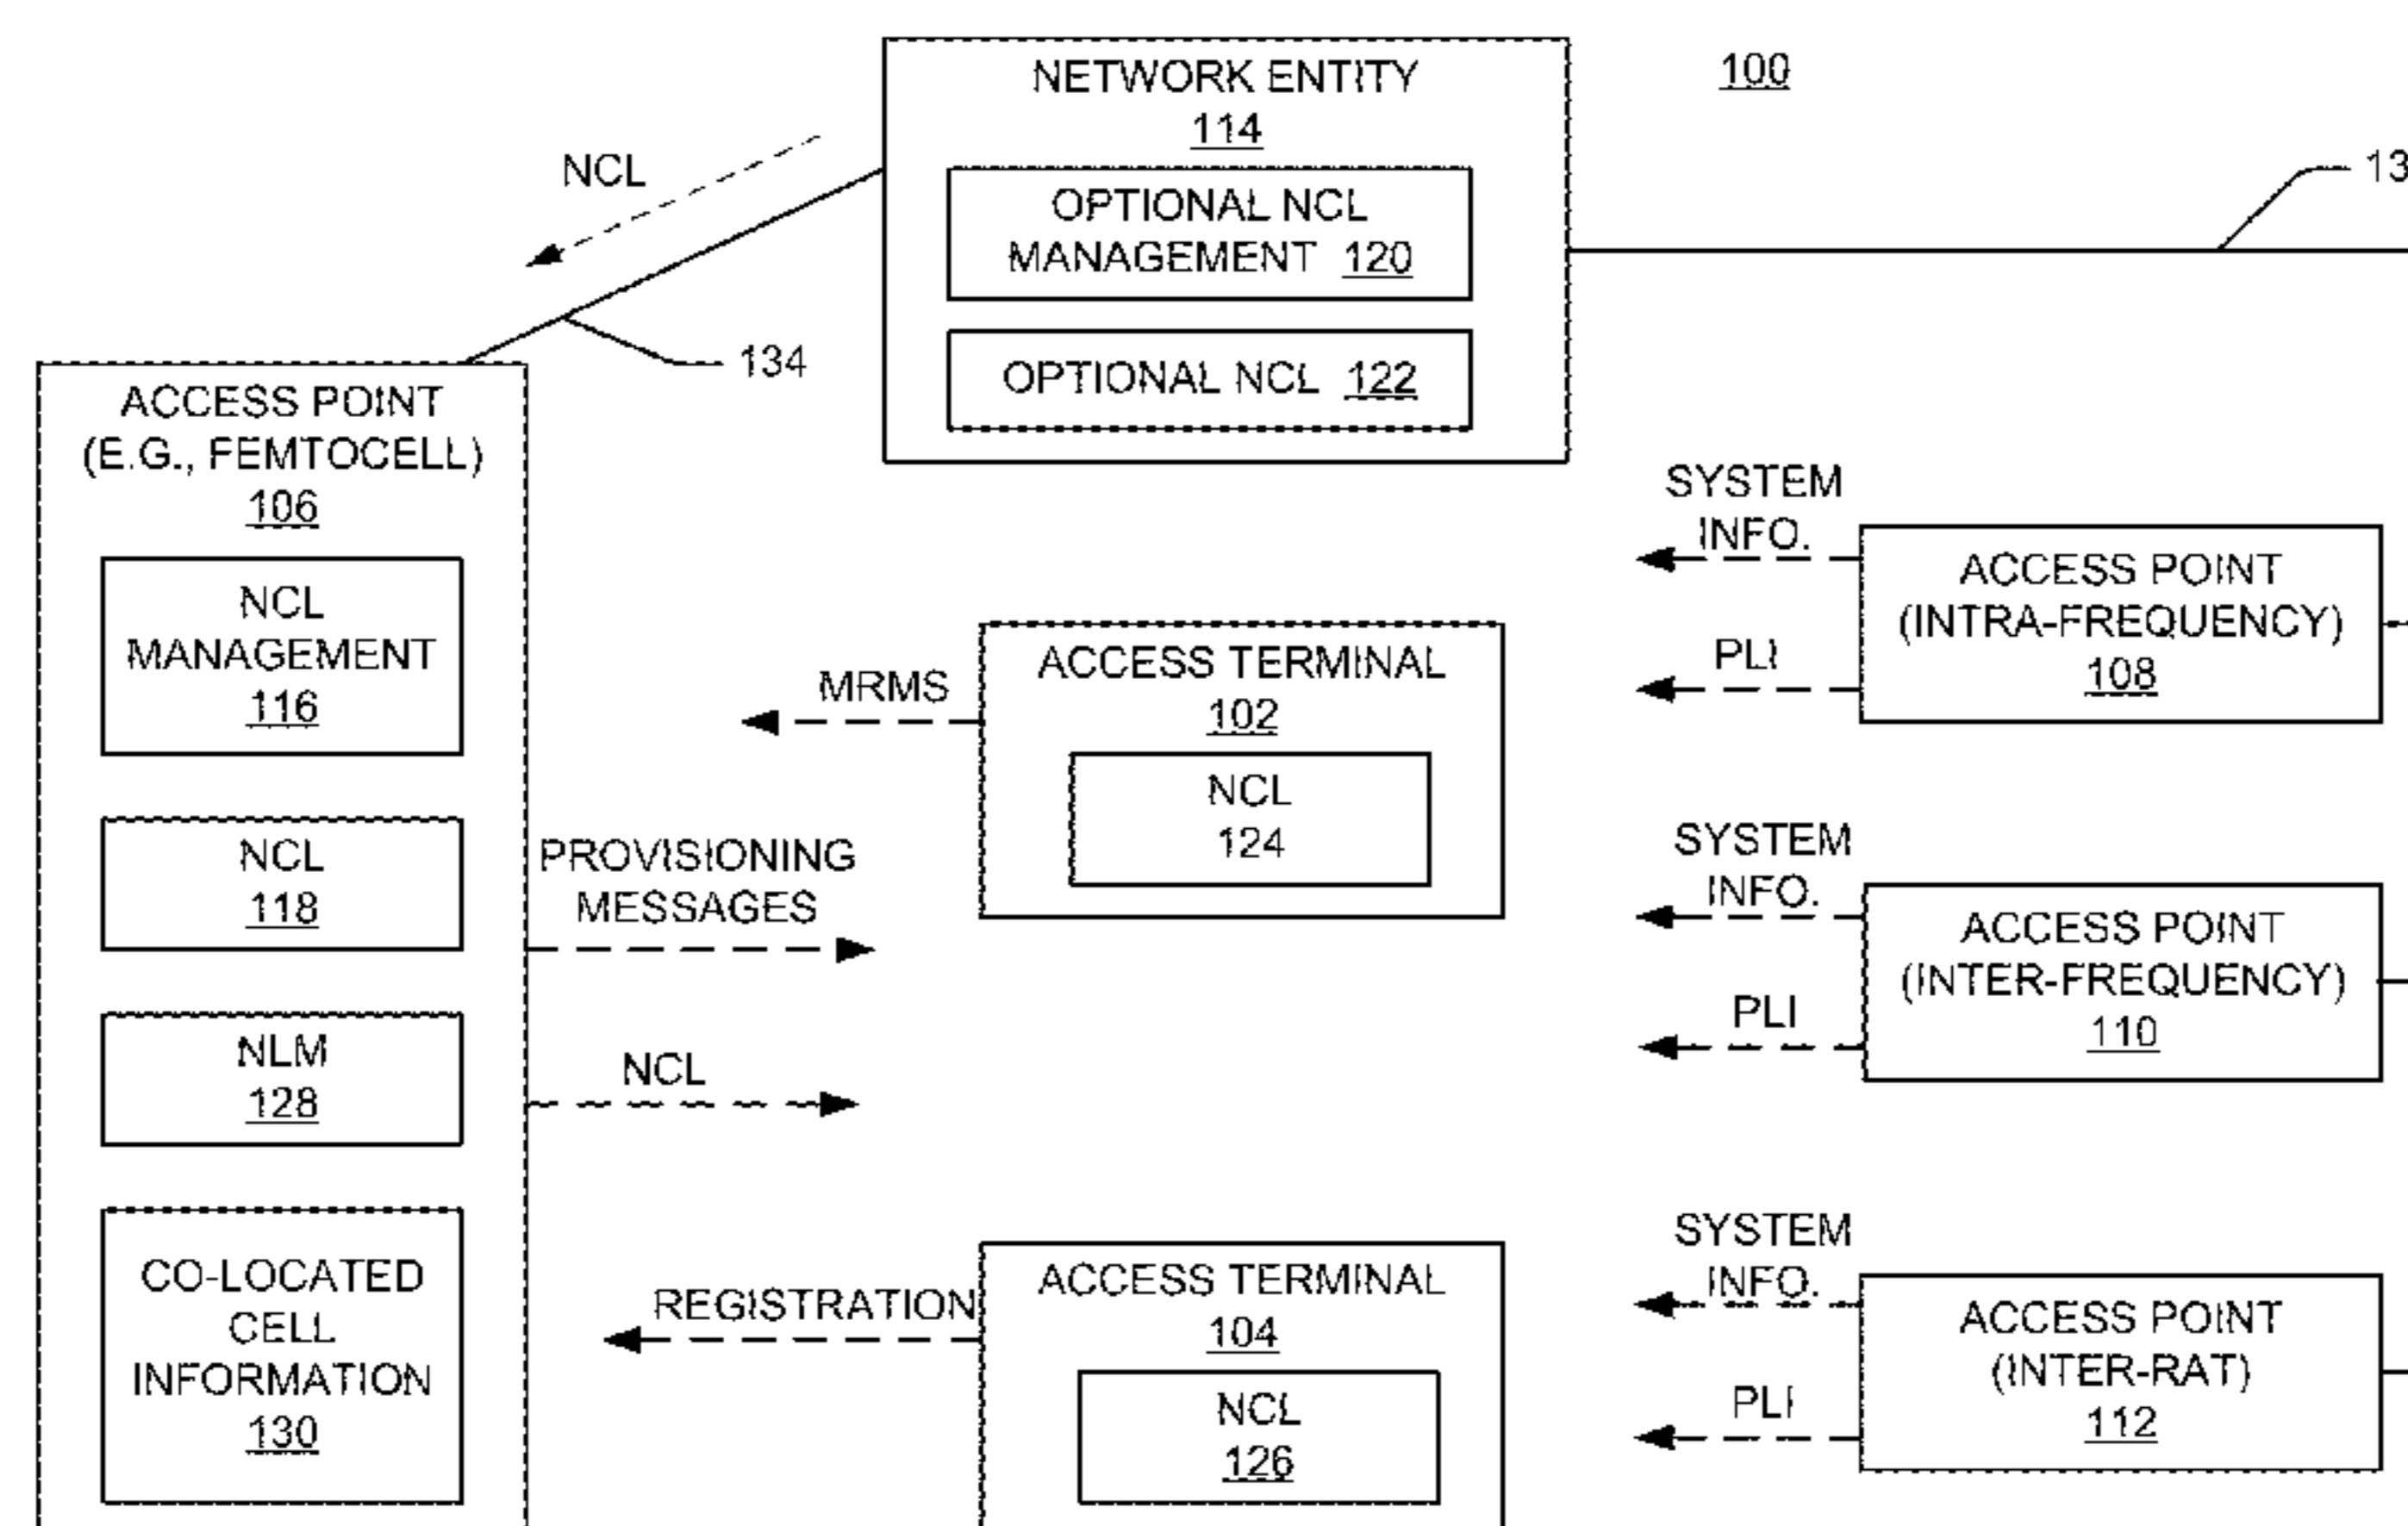 100
NETWORK ENTITY
114
OPTIONAL NCL
MANAGEMENT 120
OPTIONAL NCL 122
NCL
134
13
ACCESS POINT
(E.G., FEMTOCELL)
106
NCL
MANAGEMENT
116
NCL
118
NLM
128
CO-LOCATED
CELL
INFORMATION
130
MRMS
PROVISIONING
MESSAGES
NCL
REGISTRATION
ACCESS TERMINAL
102
NCL
124
ACCESS TERMINAL
104
NCL
126
SYSTEM
INFO.
PLI
ACCESS POINT
(INTRA-FREQUENCY)
108
SYSTEM
INFO.
PLI
ACCESS POINT
(INTER-FREQUENCY)
110
SYSTEM
INFO.
PLI
ACCESS POINT
(INTER-RAT)
112